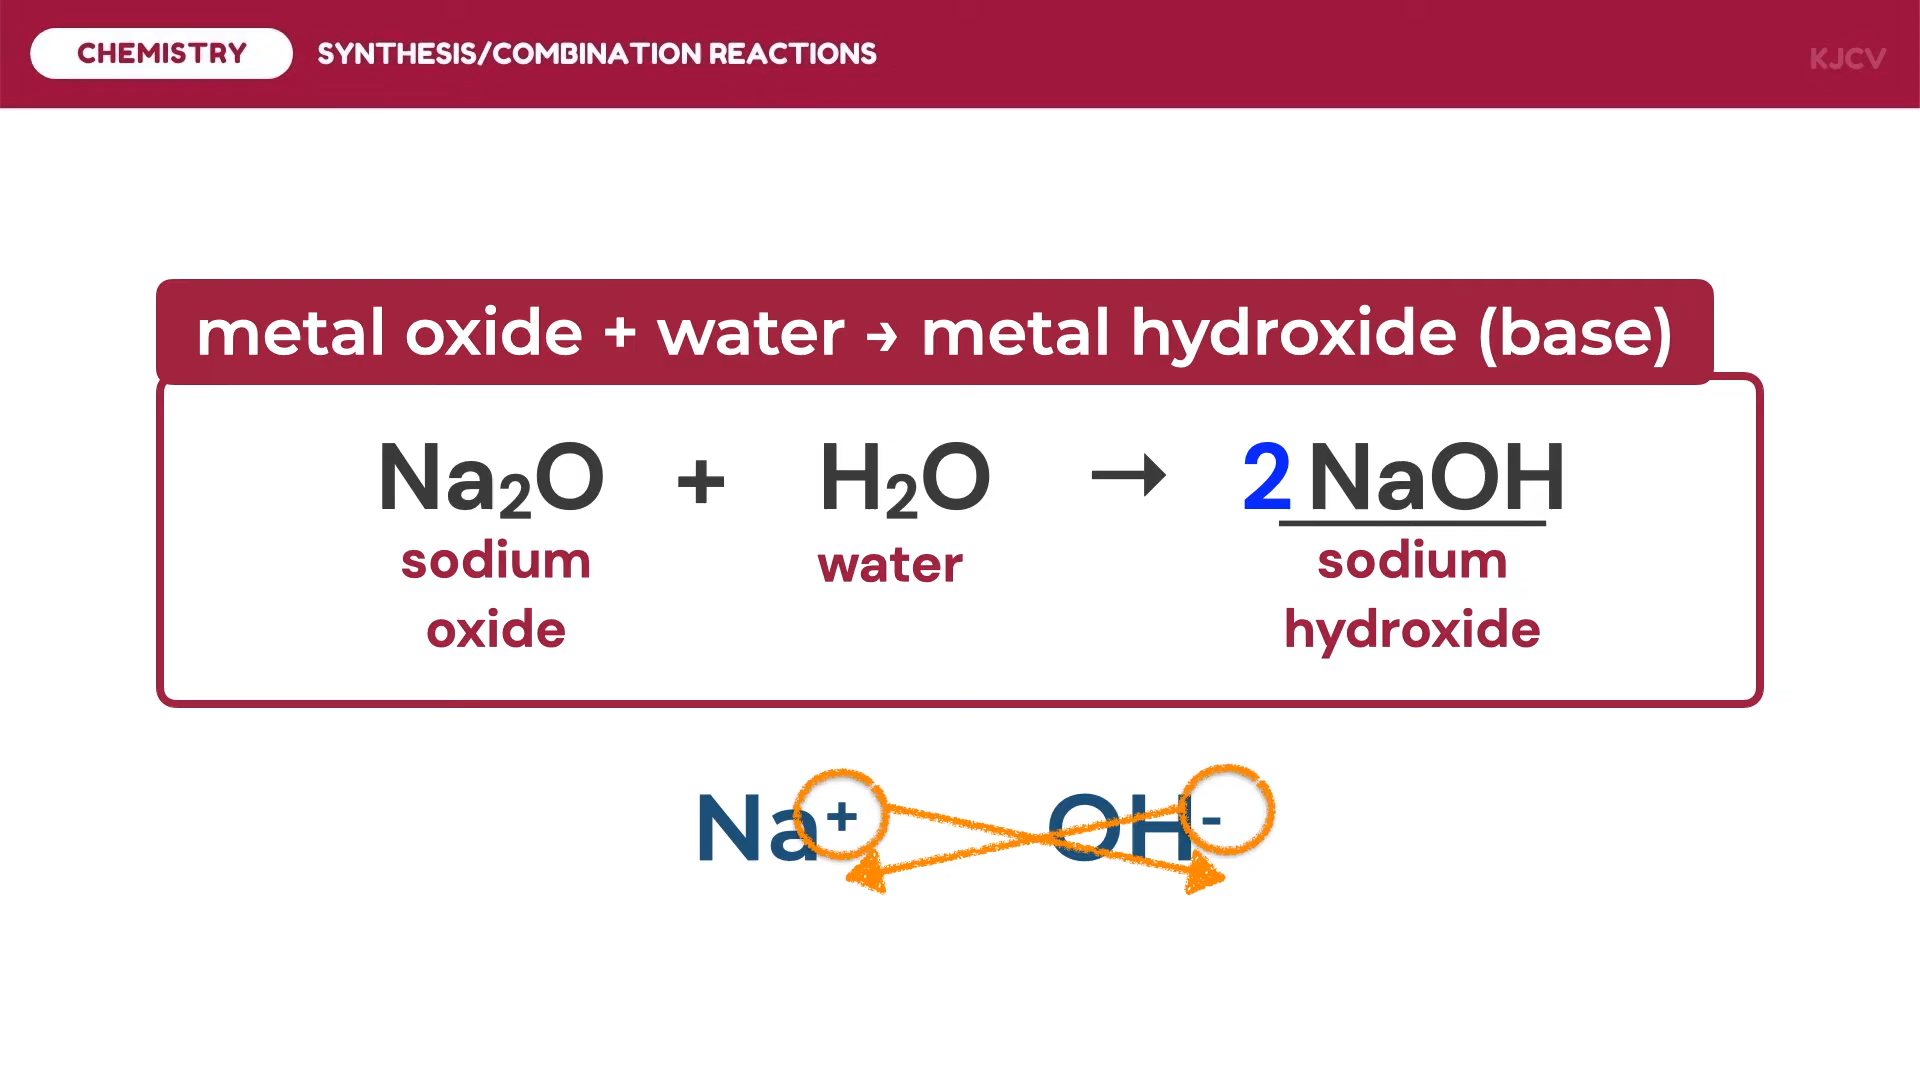 CHEMISTRY SYNTHESIS/COMBINATION REACTIONS KJCV
metal oxide + water → metal hydroxide (base)
Na₂O + H₂O → 2 NaOH
sodium oxide water sodium hydroxide
Na⁺ OH⁻